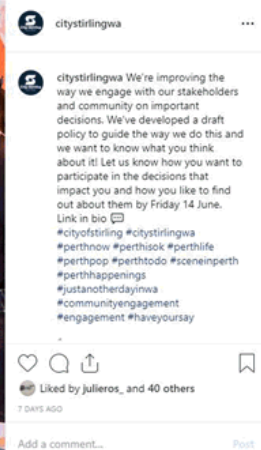 citystirlingwa
citystirlingwa We're improving the
way we engage with our stakeholders
and community on important
decisions. We've developed a draft
policy to guide the way we do this and
we want to know what you think
about it! Let us know how you want to
participate in the decisions that
impact you and how you like to find
out about them by Friday 14 June.
Link in bio 💬
#cityofstirling #citystirlingwa
#perthnow #perthisok #perthlife
#perthpop #perthtodo #sceneinperth
#perthhappenings
#justanotherdayinwa
#communityengagement
#engagement #haveyoursay
.
Liked by julieros_ and 40 others
7 DAYS AGO
Add a comment...
Post